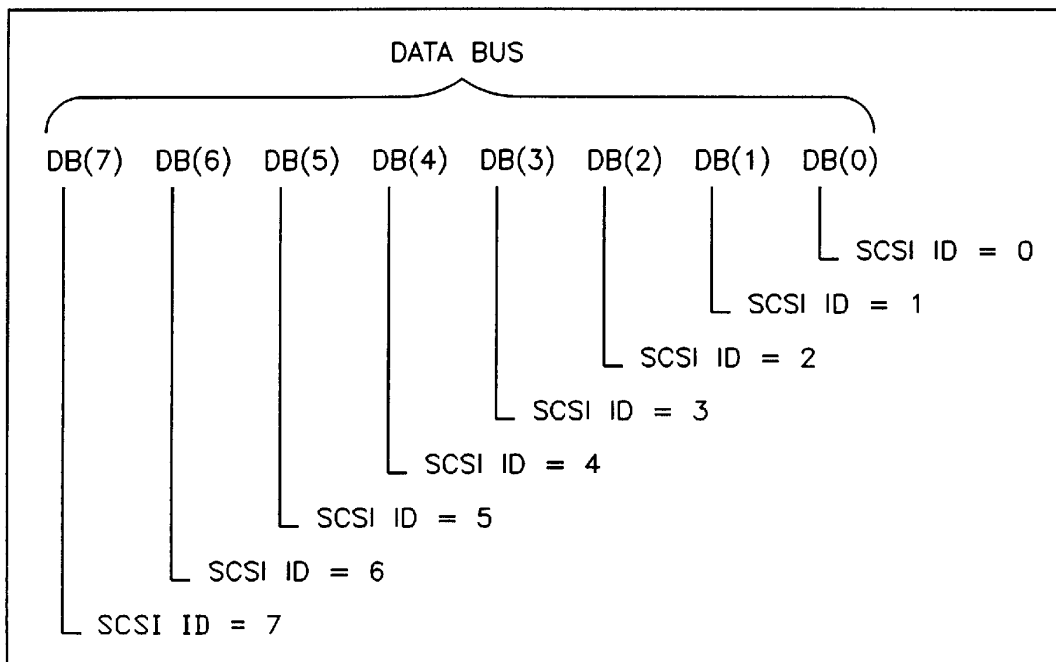 DATA BUS
DB(7) DB(6) DB(5) DB(4) DB(3) DB(2) DB(1) DB(0)
SCSI ID = 0
SCSI ID = 1
SCSI ID = 2
SCSI ID = 3
SCSI ID = 4
SCSI ID = 5
SCSI ID = 6
SCSI ID = 7